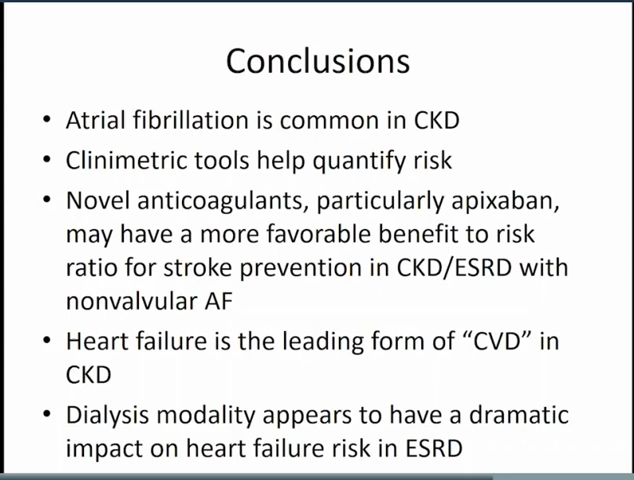 Conclusions
• Atrial fibrillation is common in CKD
• Clinimetric tools help quantify risk
• Novel anticoagulants, particularly apixaban,
may have a more favorable benefit to risk
ratio for stroke prevention in CKD/ESRD with
nonvalvular AF
• Heart failure is the leading form of “CVD” in
CKD
• Dialysis modality appears to have a dramatic
impact on heart failure risk in ESRD